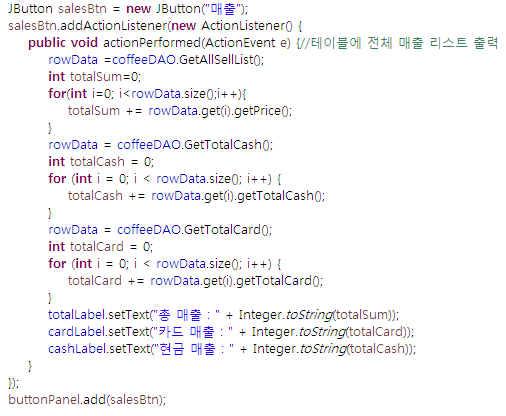 JButton salesBtn = new JButton("매출");
salesBtn.addActionListener(new ActionListener() {
public void actionPerformed(ActionEvent e) {//테이블에 전체 매출 리스트 출력
rowData =coffeeDAO.GetAllSellList();
int totalSum=0;
for(int i=0; i<rowData.size();i++){
totalSum += rowData.get(i).getPrice();
}
rowData = coffeeDAO.GetTotalCash();
int totalCash = 0;
for (int i = 0; i < rowData.size(); i++) {
totalCash += rowData.get(i).getTotalCash();
}
rowData = coffeeDAO.GetTotalCard();
int totalCard = 0;
for (int i = 0; i < rowData.size(); i++) {
totalCard += rowData.get(i).getTotalCard();
}
totalLabel.setText("총 매출 : " + Integer.toString(totalSum));
cardLabel.setText("카드 매출 : " + Integer.toString(totalCard));
cashLabel.setText("현금 매출 : " + Integer.toString(totalCash));
}
});
buttonPanel.add(salesBtn);